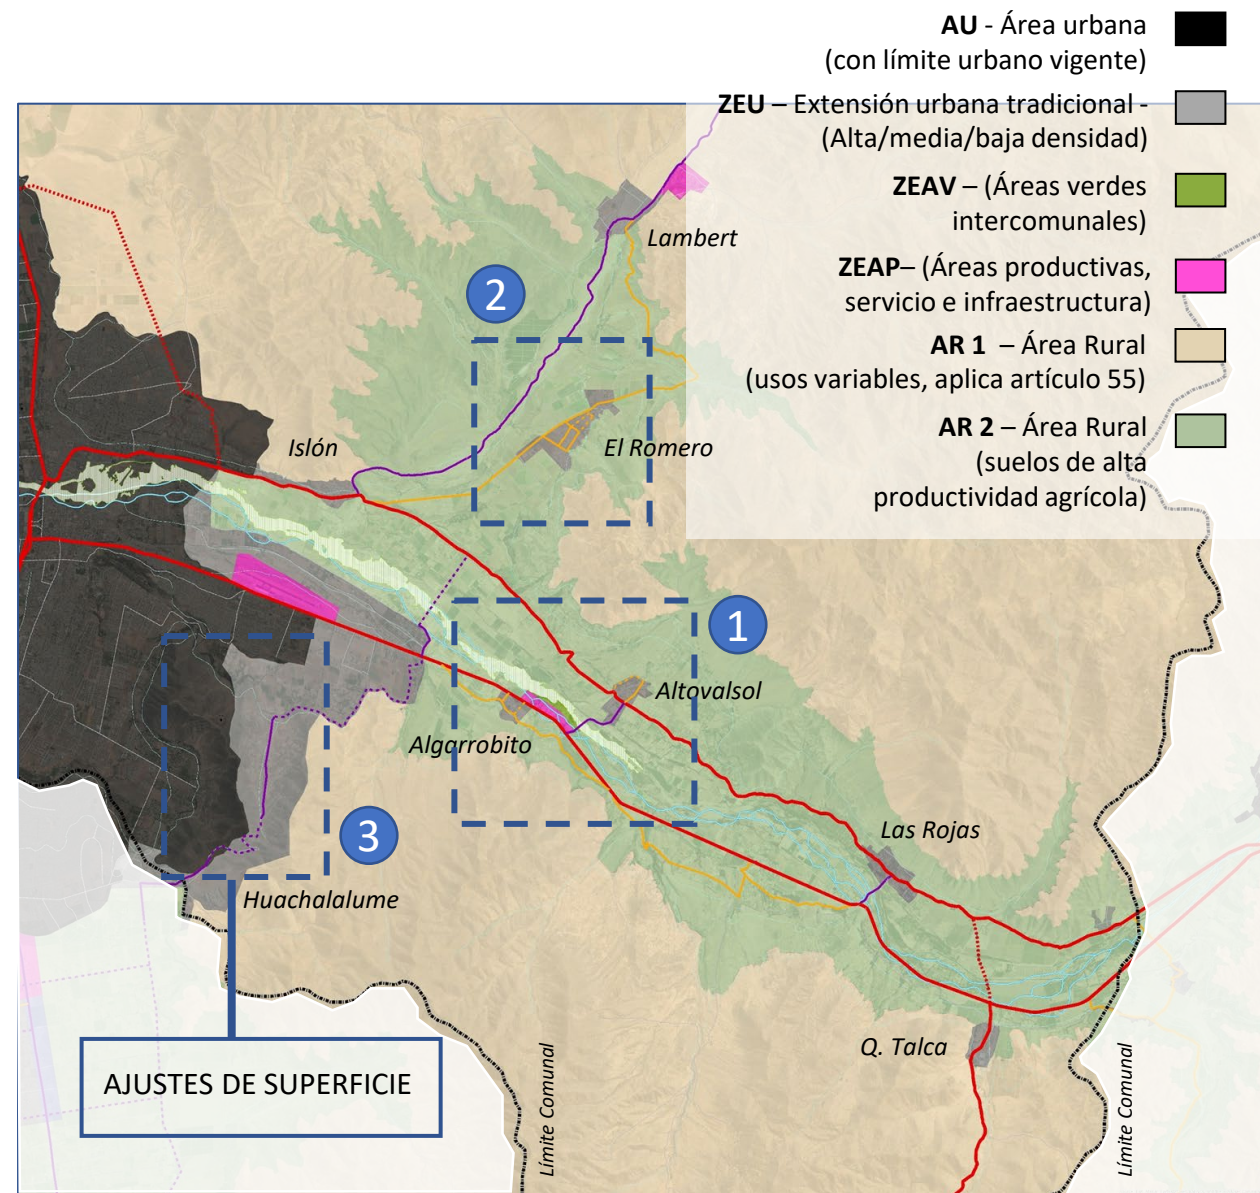 AU - Área urbana
(con límite urbano vigente)
ZEU – Extensión urbana tradicional -
(Alta/media/baja densidad)
ZEAV – (Áreas verdes
intercomunales)
ZEAP– (Áreas productivas,
servicio e infraestructura)
AR 1 – Área Rural
(usos variables, aplica artículo 55)
AR 2 – Área Rural
(suelos de alta
productividad agrícola)
Lambert
2
Islón
El Romero
1
Altovalsol
Algarrobito
3
Las Rojas
Huachalalume
Q. Talca
AJUSTES DE SUPERFICIE
Límite Comunal
Límite Comunal